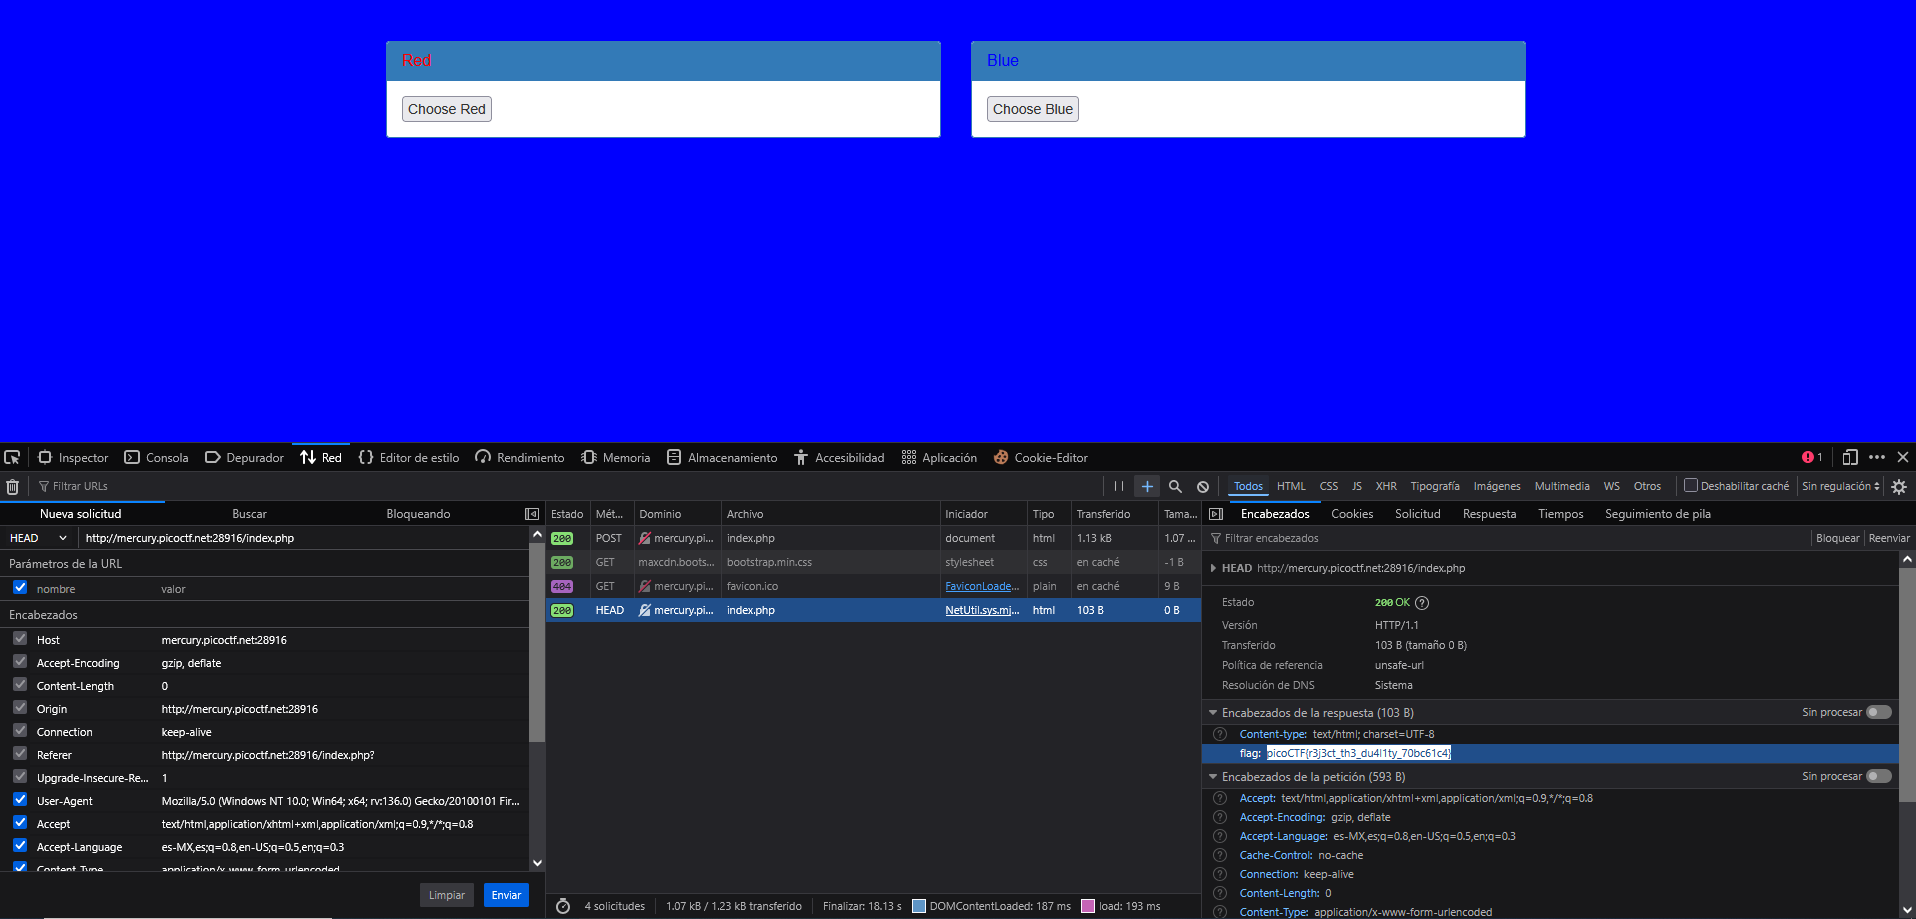 Red
Blue
Choose Red
Choose Blue
Inspector Consola Depurador Red Editor de estilo Rendimiento Memoria Almacenamiento Accesibilidad Aplicación Cookie-Editor 1
Filtrar URLs
Todos HTML CSS JS XHR Tipografía Imágenes Multimedia WS Otros Deshabilitar caché Sin regulación
Nueva solicitud Buscar Bloqueando
HEAD http://mercury.picoctf.net:28916/index.php
Parámetros de la URL
nombre valor
Encabezados
Host mercury.picoctf.net:28916
Accept-Encoding gzip, deflate
Content-Length 0
Origin http://mercury.picoctf.net:28916
Connection keep-alive
Referer http://mercury.picoctf.net:28916/index.php?
Upgrade-Insecure-Re... 1
User-Agent Mozilla/5.0 (Windows NT 10.0; Win64; x64; rv:136.0) Gecko/20100101 Fir...
Accept text/html,application/xhtml+xml,application/xml;q=0.9,*/*;q=0.8
Accept-Language es-MX,es;q=0.8,en-US;q=0.5,en;q=0.3
Content-Type application/x-www-form-urlencoded
Limpiar Enviar
Estado Mét... Dominio Archivo Iniciador Tipo Transferido Tama...
200 POST mercury.pi... index.php document html 1.13 kB 1.07 ...
200 GET maxcdn.boots... bootstrap.min.css stylesheet css en caché -1 B
404 GET mercury.pi... favicon.ico FaviconLoade... plain en caché 9 B
200 HEAD mercury.pi... index.php NetUtil.sys.mj... html 103 B 0 B
4 solicitudes 1.07 kB / 1.23 kB transferido Finalizar: 18.13 s DOMContentLoaded: 187 ms load: 193 ms
Encabezados Cookies Solicitud Respuesta Tiempos Seguimiento de pila
Filtrar encabezados Bloquear Reenviar
HEAD http://mercury.picoctf.net:28916/index.php
Estado 200 OK ?
Versión HTTP/1.1
Transferido 103 B (tamaño 0 B)
Política de referencia unsafe-url
Resolución de DNS Sistema
Encabezados de la respuesta (103 B) Sin procesar
? Content-type: text/html; charset=UTF-8
flag: picoCTF{r3j3ct_th3_du4l1ty_70bc61c4}
Encabezados de la petición (593 B) Sin procesar
? Accept: text/html,application/xhtml+xml,application/xml;q=0.9,*/*;q=0.8
? Accept-Encoding: gzip, deflate
? Accept-Language: es-MX,es;q=0.8,en-US;q=0.5,en;q=0.3
? Cache-Control: no-cache
? Connection: keep-alive
? Content-Length: 0
? Content-Type: application/x-www-form-urlencoded